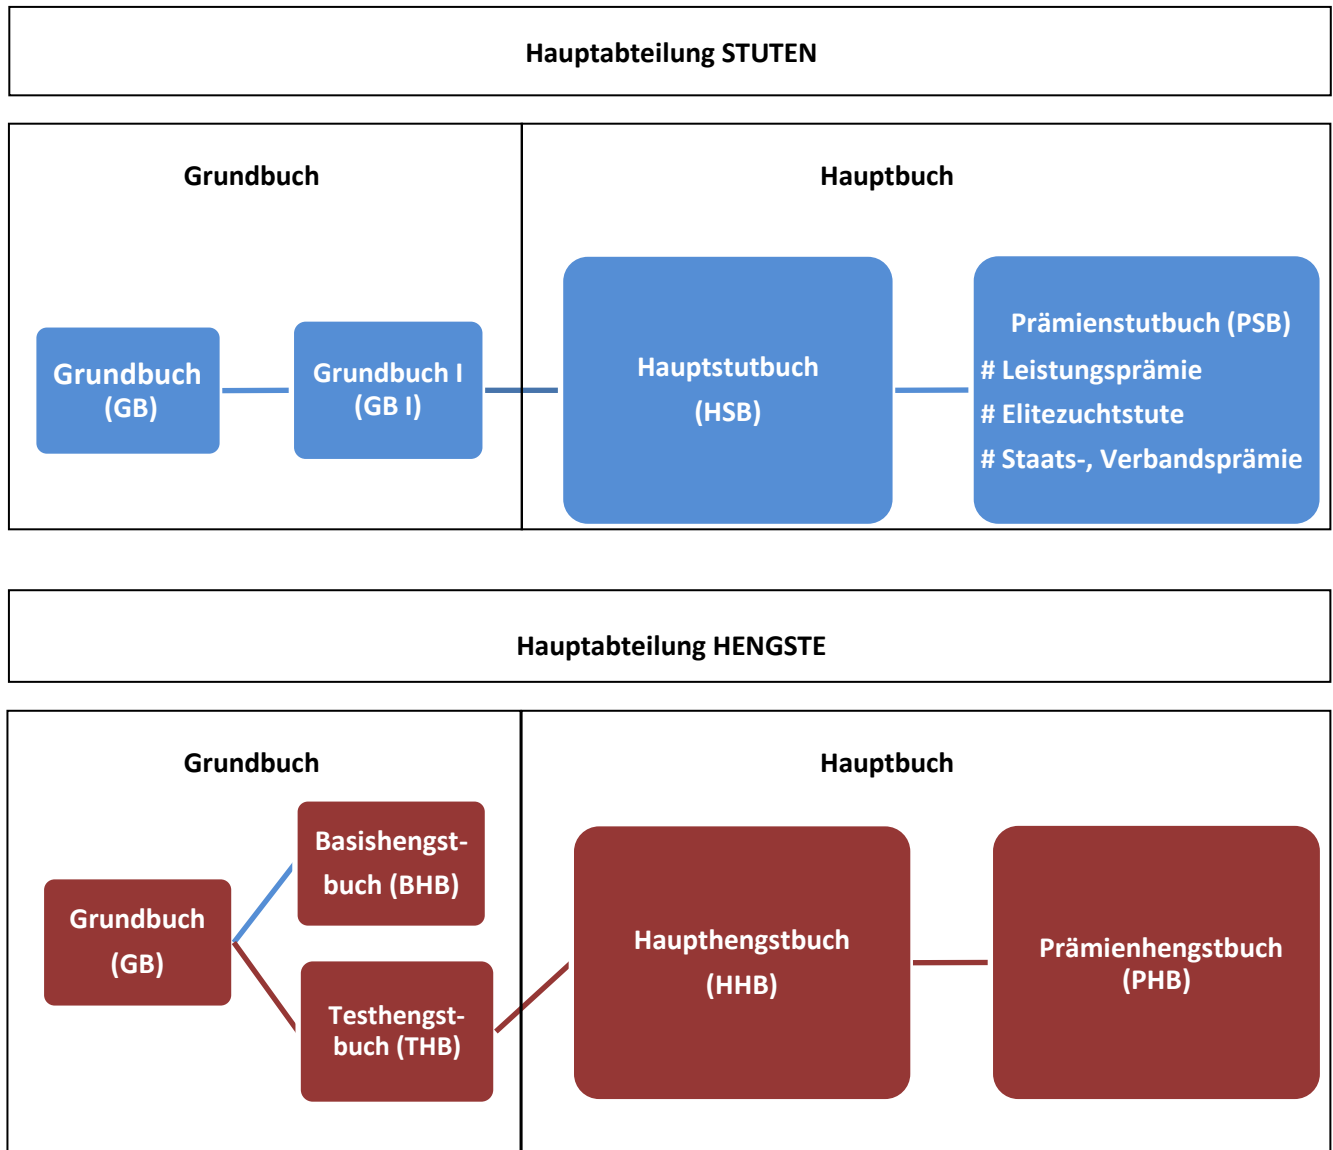 Hauptabteilung STUTEN
Grundbuch
Hauptbuch
Grundbuch
(GB)
Grundbuch I
(GB I)
Hauptstutbuch
(HSB)
Prämienstutbuch (PSB)
# Leistungsprämie
# Elitezuchtstute
# Staats-, Verbandsprämie
Hauptabteilung HENGSTE
Grundbuch
Hauptbuch
Grundbuch
(GB)
Basishengst-
buch (BHB)
Testhengst-
buch (THB)
Haupthengstbuch
(HHB)
Prämienhengstbuch
(PHB)